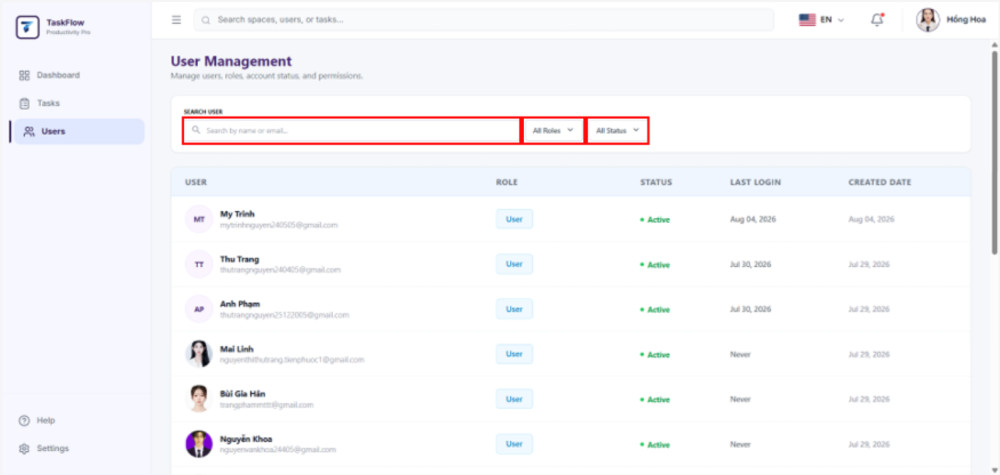 TaskFlow
Productivity Pro
Search spaces, users, or tasks...
EN
Hồng Hoa
Dashboard
Tasks
Users
Help
Settings
User Management
Manage users, roles, account status, and permissions.
SEARCH USER
Search by name or email...
All Roles
All Status
USER ROLE STATUS LAST LOGIN CREATED DATE
MT My Trinh User Active Aug 04, 2026 Aug 04, 2026
mytrinhnguyen240505@gmail.com
TT Thu Trang User Active Jul 30, 2026 Jul 29, 2026
thutrangnguyen240405@gmail.com
AP Anh Phạm User Active Jul 30, 2026 Jul 29, 2026
thutrangnguyen25122005@gmail.com
Mai Linh User Active Never Jul 29, 2026
nguyenthithutrang.tienphuoc1@gmail.com
Bùi Gia Hân User Active Never Jul 29, 2026
trangphammttt@gmail.com
Nguyễn Khoa User Active Never Jul 29, 2026
nguyenvankhoa24405@gmail.com